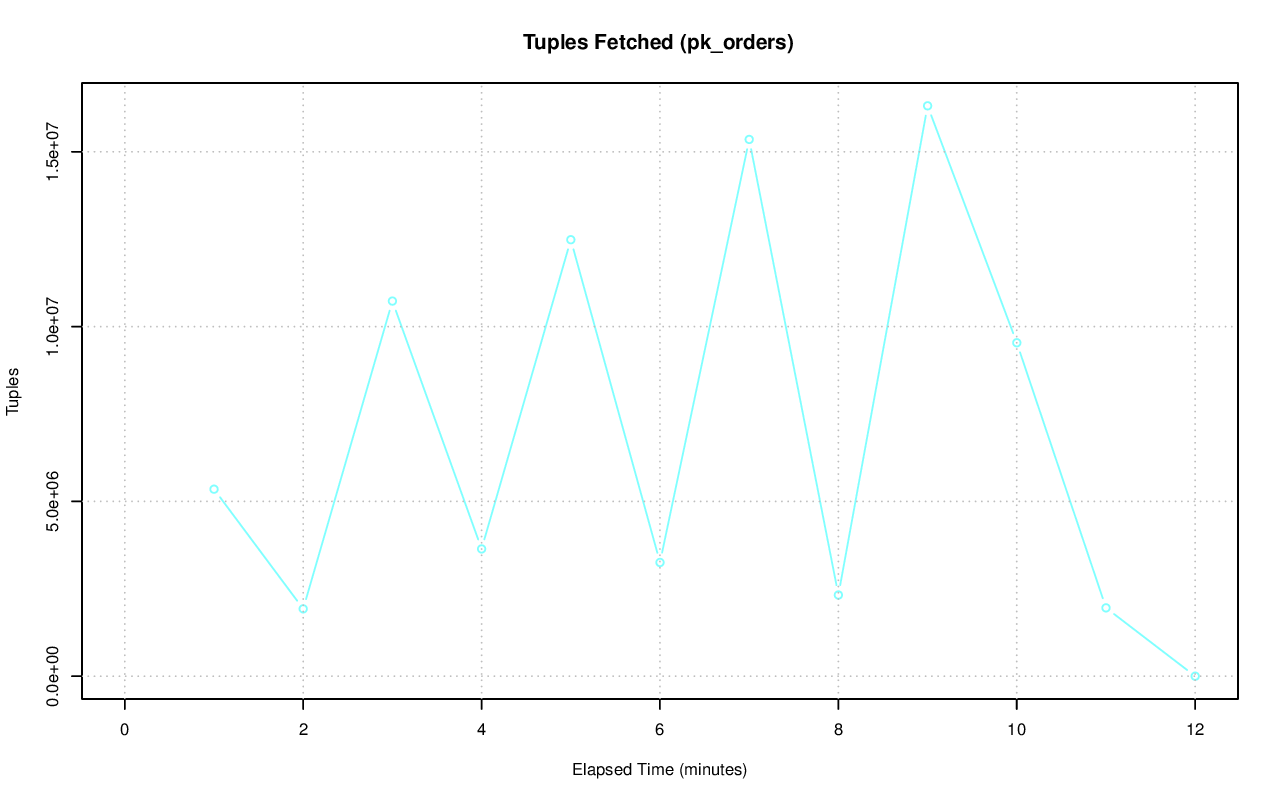 Tuples Fetched (pk_orders)
1.5e+07
1.0e+07
5.0e+06
0.0e+00
Tuples
0 2 4 6 8 10 12
Elapsed Time (minutes)